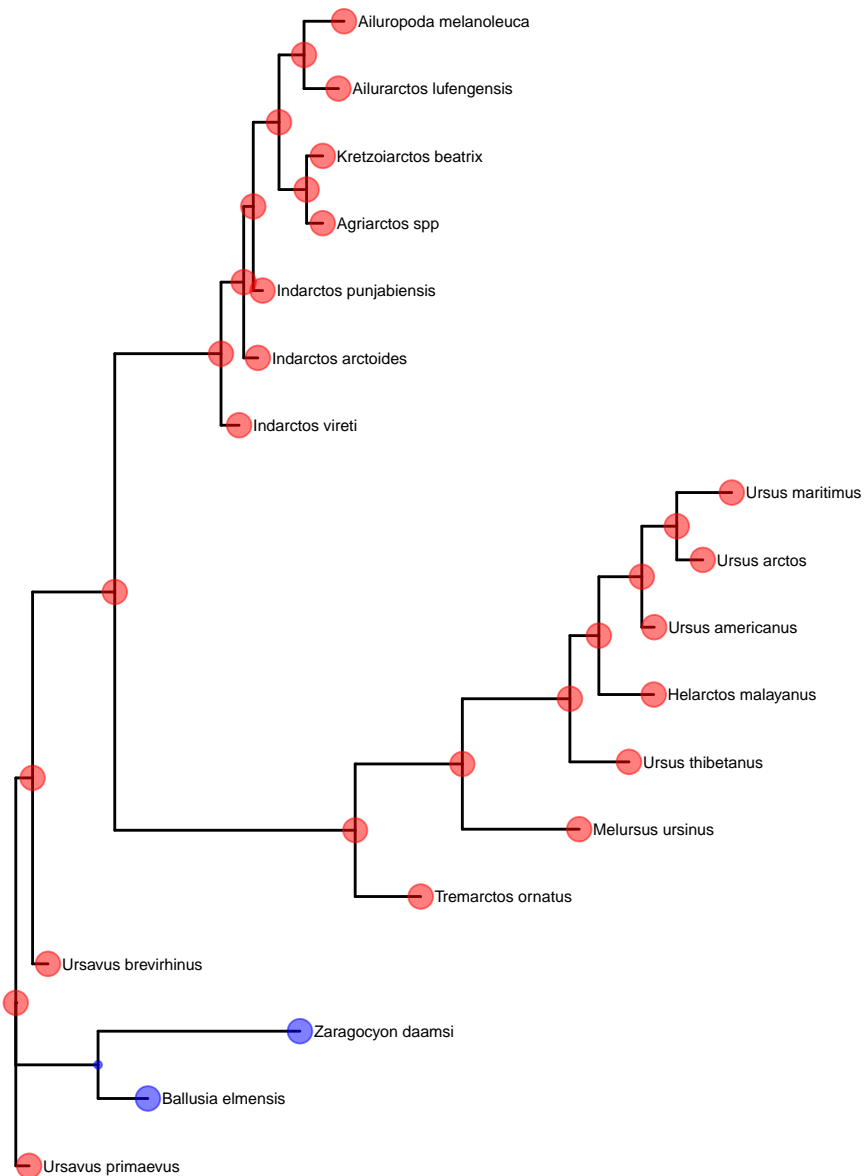 Ailuropoda melanoleuca
Ailurarctos lufengensis
Kretzoiarctos beatrix
Agriarctos spp
Indarctos punjabiensis
Indarctos arctoides
Indarctos vireti
Ursus maritimus
Ursus arctos
Ursus americanus
Helarctos malayanus
Ursus thibetanus
Melursus ursinus
Tremarctos ornatus
Ursavus brevirhinus
Zaragocyon daamsi
Ballusia elmensis
Ursavus primaevus